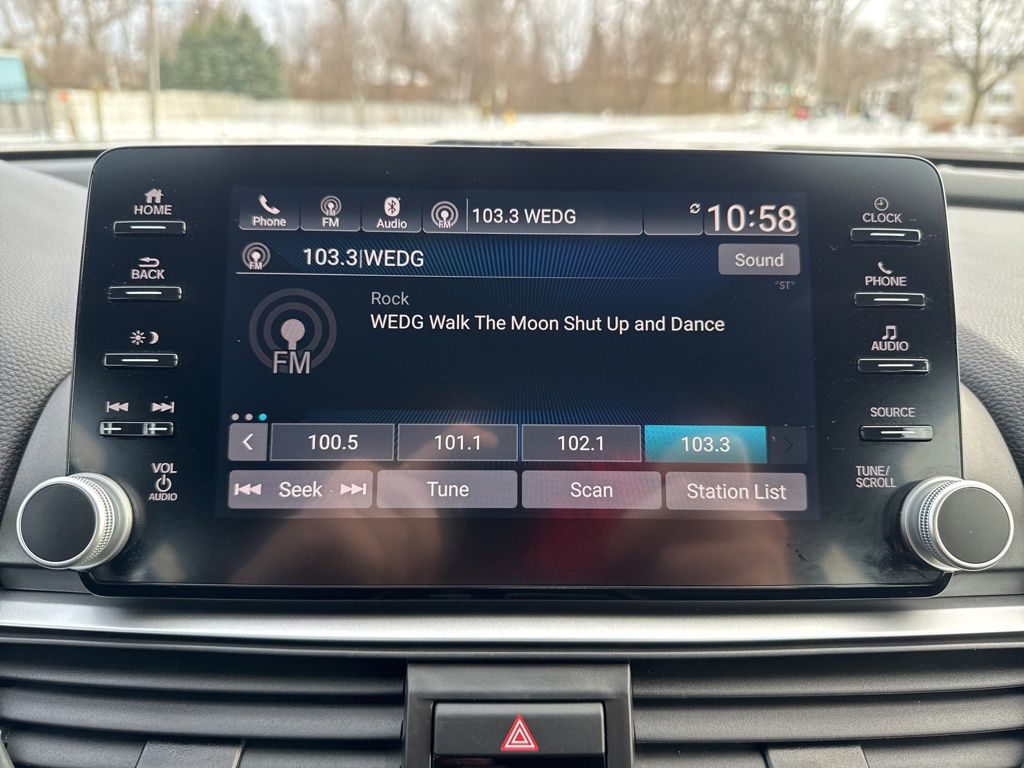 HOME
BACK
VOL
AUDIO
Phone
FM
Audio
FM
103.3 WEDG
10:58
FM
103.3|WEDG
Sound
°ST°
FM
Rock
WEDG Walk The Moon Shut Up and Dance
100.5
101.1
102.1
103.3
Seek
Tune
Scan
Station List
CLOCK
PHONE
AUDIO
SOURCE
TUNE/
SCROLL